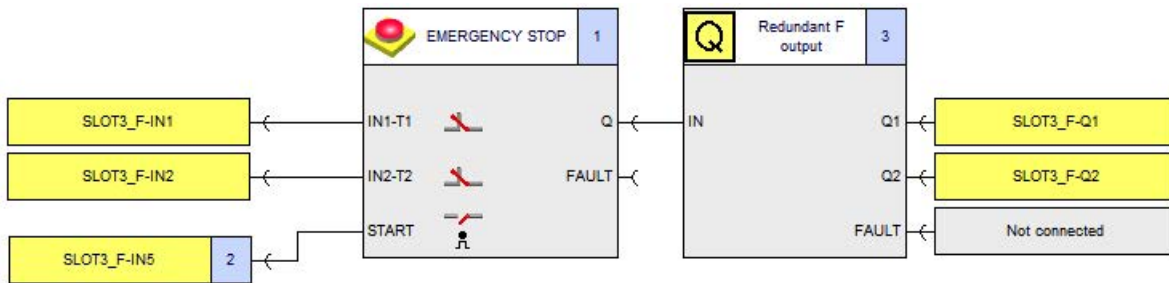 EMERGENCY STOP
1
Q
Redundant F
output
3
SLOT3_F-IN1
IN1-T1
Q
IN
Q1
SLOT3_F-Q1
SLOT3_F-IN2
IN2-T2
FAULT
Q2
SLOT3_F-Q2
START
FAULT
Not connected
SLOT3_F-IN5
2